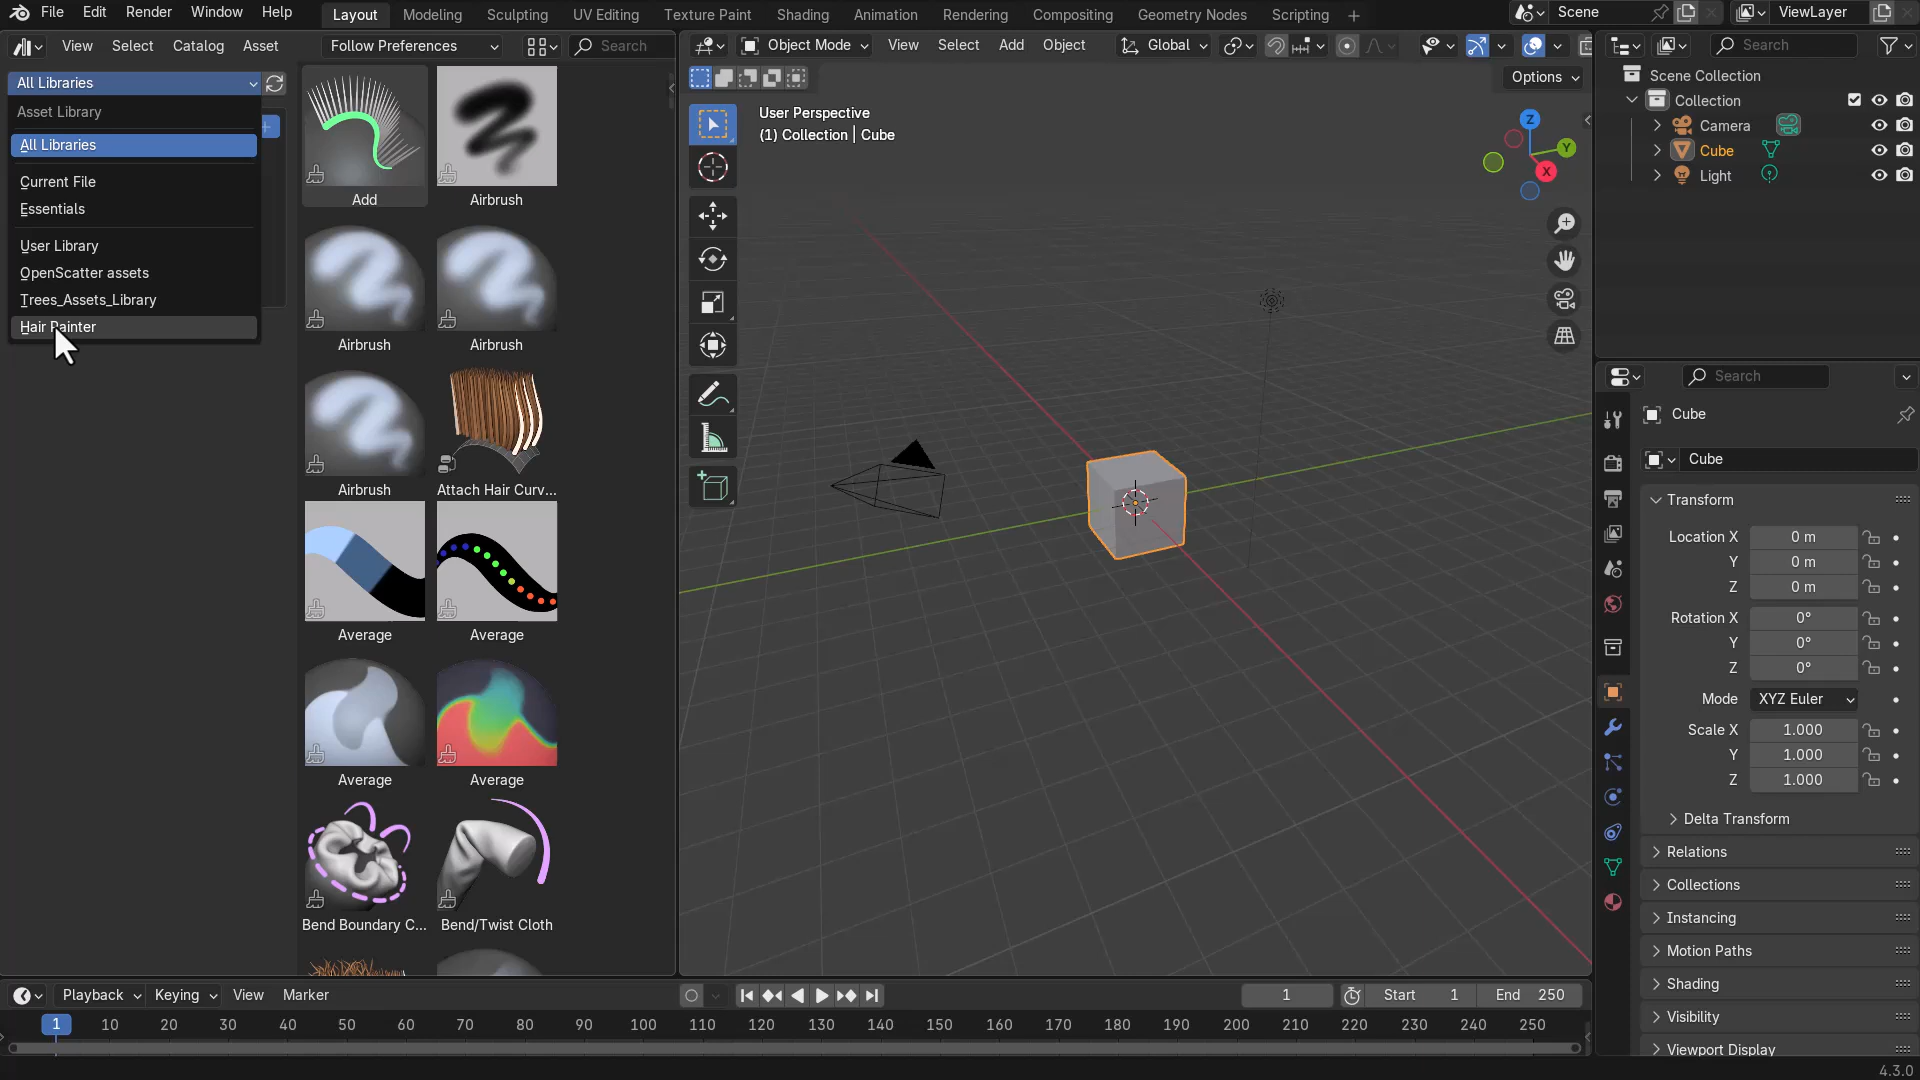 File Edit Render Window Help
Layout Modeling Sculpting UV Editing Texture Paint Shading Animation Rendering Compositing Geometry Nodes Scripting
Scene
ViewLayer
View Select Catalog Asset
Follow Preferences
Search
Object Mode
View Select Add Object
Global
Search
All Libraries
Asset Library
All Libraries
Current File
Essentials
User Library
OpenScatter assets
Trees_Assets_Library
Hair Painter
Add
Airbrush
Airbrush
Airbrush
Airbrush
Attach Hair Curv...
Average
Average
Average
Average
Bend Boundary C...
Bend/Twist Cloth
Options
User Perspective
(1) Collection | Cube
Z
Y
X
Scene Collection
Collection
Camera
Cube
Light
Search
Cube
Cube
Transform
Location X 0 m
Y 0 m
Z 0 m
Rotation X 0°
Y 0°
Z 0°
Mode XYZ Euler
Scale X 1.000
Y 1.000
Z 1.000
Delta Transform
Relations
Collections
Instancing
Motion Paths
Shading
Visibility
Viewport Display
Playback Keying View Marker
1
Start 1
End 250
1 10 20 30 40 50 60 70 80 90 100 110 120 130 140 150 160 170 180 190 200 210 220 230 240 250
4.3.0